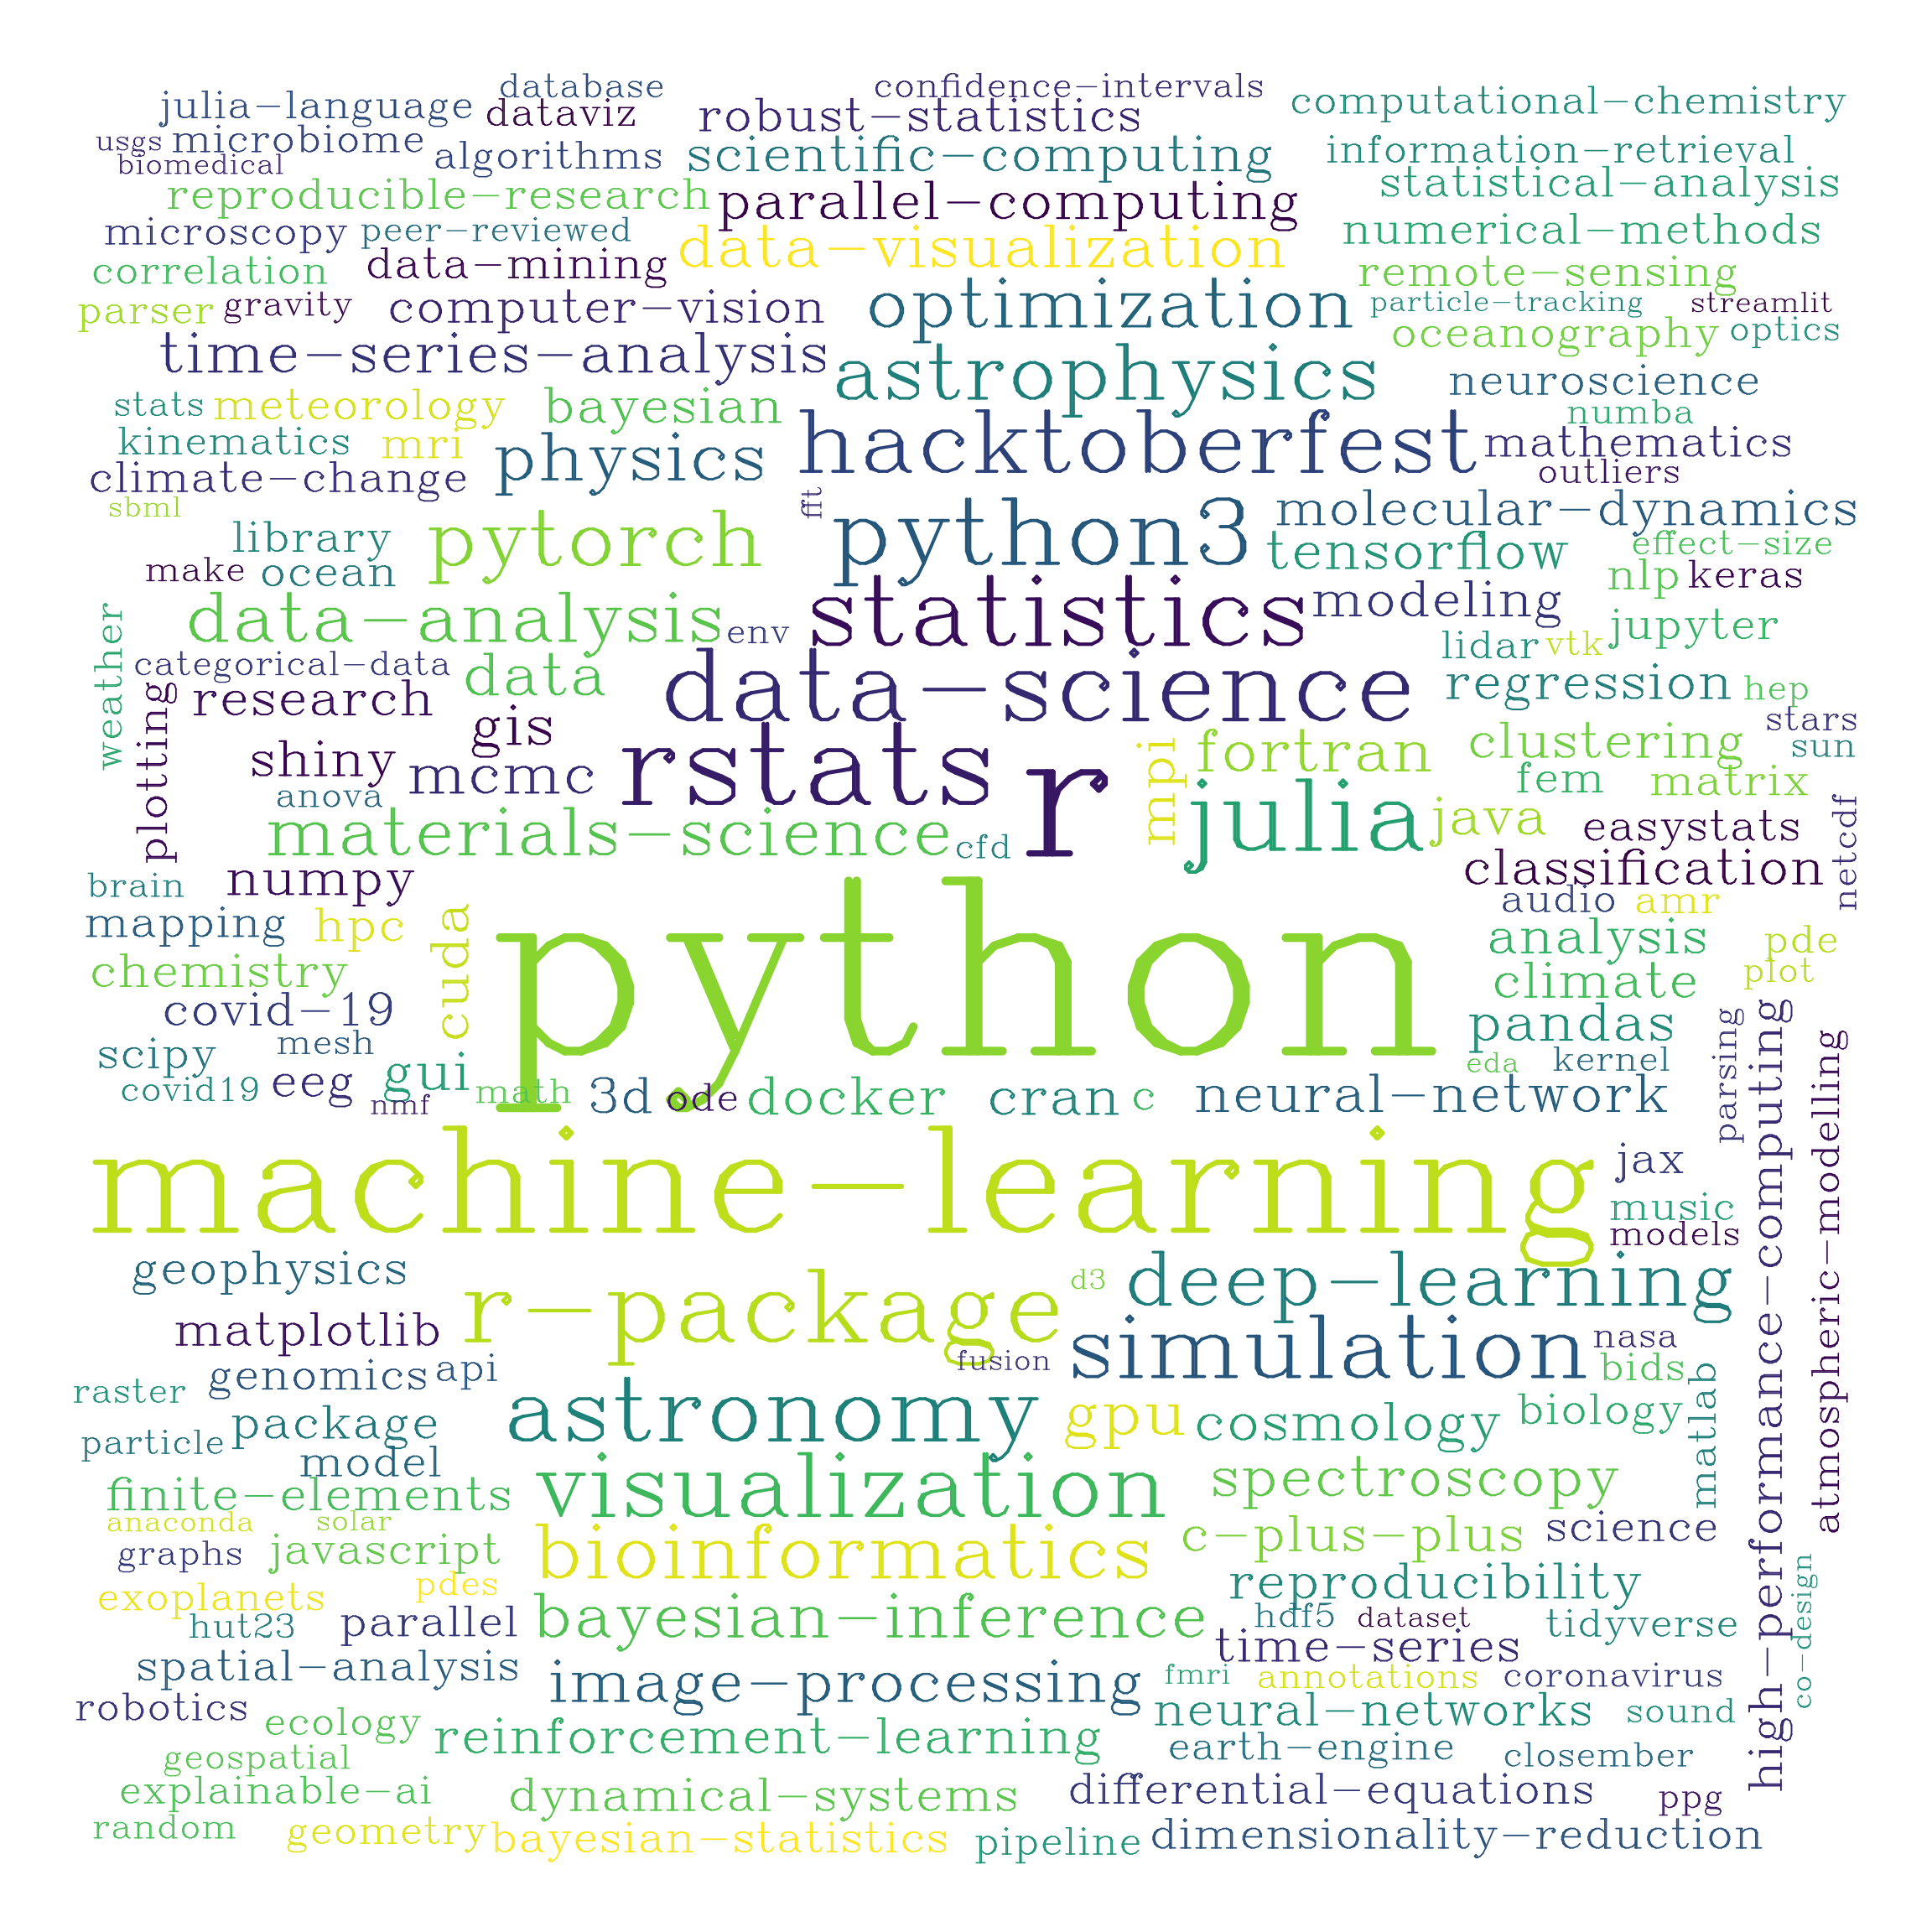 database
confidence-intervals
julia-language
dataviz
robust-statistics
computational-chemistry
usgs
microbiome
algorithms
scientific-computing
information-retrieval
biomedical
reproducible-research
parallel-computing
statistical-analysis
microscopy
peer-reviewed
data-visualization
numerical-methods
correlation
data-mining
remote-sensing
parser
gravity
computer-vision
optimization
particle-tracking
streamlit
time-series-analysis
oceanography
optics
astrophysics
neuroscience
stats
meteorology
bayesian
numba
kinematics
mri
physics
hacktoberfest
mathematics
climate-change
outliers
sbml
fft
python3
molecular-dynamics
library
pytorch
tensorflow
effect-size
make
ocean
nlp
keras
data-analysis
env
statistics
modeling
jupyter
weather
categorical-data
data
lidar
vtk
research
data-science
regression
hep
plotting
gis
stars
shiny
mcmc
rstats
r
mpi
fortran
clustering
sun
anova
fem
matrix
materials-science
cfd
julia
java
easystats
netcdf
brain
numpy
classification
mapping
hpc
cuda
python
audio
amr
analysis
pde
chemistry
climate
plot
covid-19
pandas
scipy
mesh
eda
kernel
parsing
covid19
eeg
gui
nmf
math
3d
ode
docker
cran
c
neural-network
high-performance-computing
atmospheric-modelling
machine-learning
jax
music
models
geophysics
r-package
d3
deep-learning
matplotlib
simulation
nasa
genomics
api
fusion
bids
raster
astronomy
gpu
cosmology
biology
matlab
package
particle
model
visualization
spectroscopy
finite-elements
anaconda
solar
c-plus-plus
science
graphs
javascript
bioinformatics
exoplanets
pdes
reproducibility
co-design
hut23
parallel
bayesian-inference
hdf5
dataset
tidyverse
time-series
spatial-analysis
image-processing
fmri
annotations
coronavirus
robotics
ecology
reinforcement-learning
neural-networks
sound
geospatial
earth-engine
closember
explainable-ai
dynamical-systems
differential-equations
ppg
random
geometry
bayesian-statistics
pipeline
dimensionality-reduction